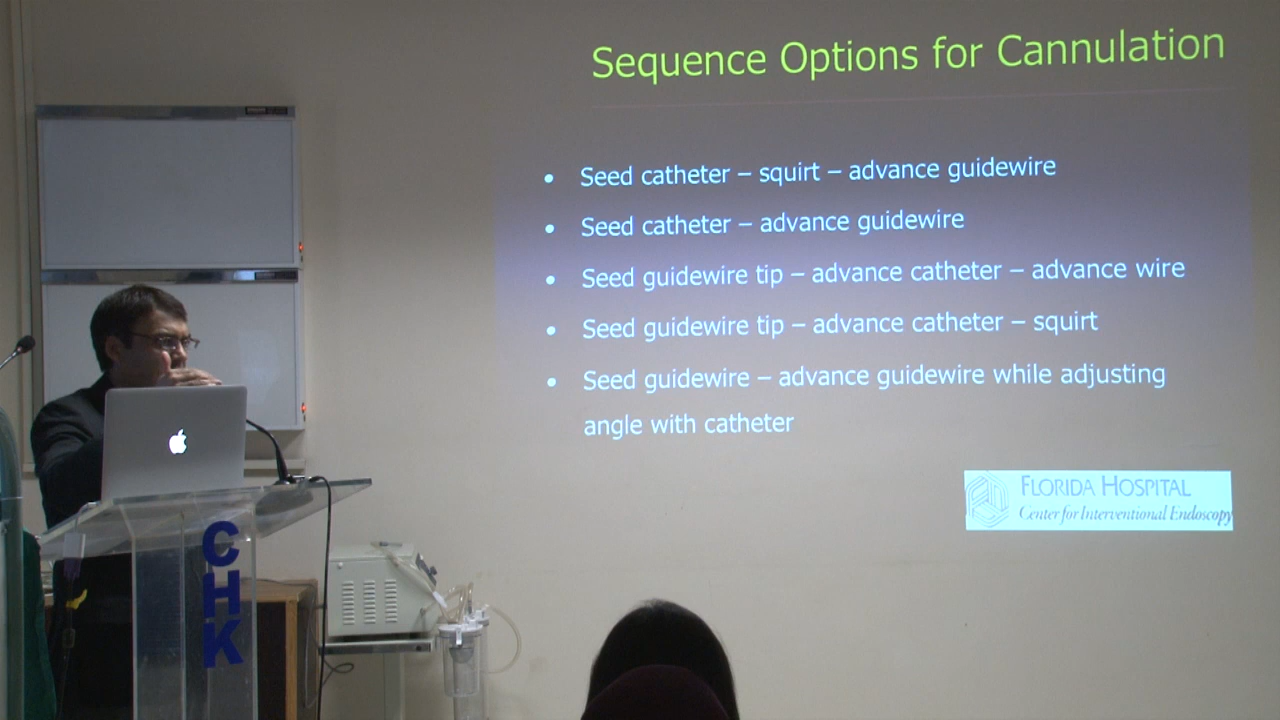 Sequence Options for Cannulation
• Seed catheter – squirt – advance guidewire
• Seed catheter – advance guidewire
• Seed guidewire tip – advance catheter – advance wire
• Seed guidewire tip – advance catheter – squirt
• Seed guidewire – advance guidewire while adjusting
angle with catheter
FLORIDA HOSPITAL
Center for Interventional Endoscopy
CHK